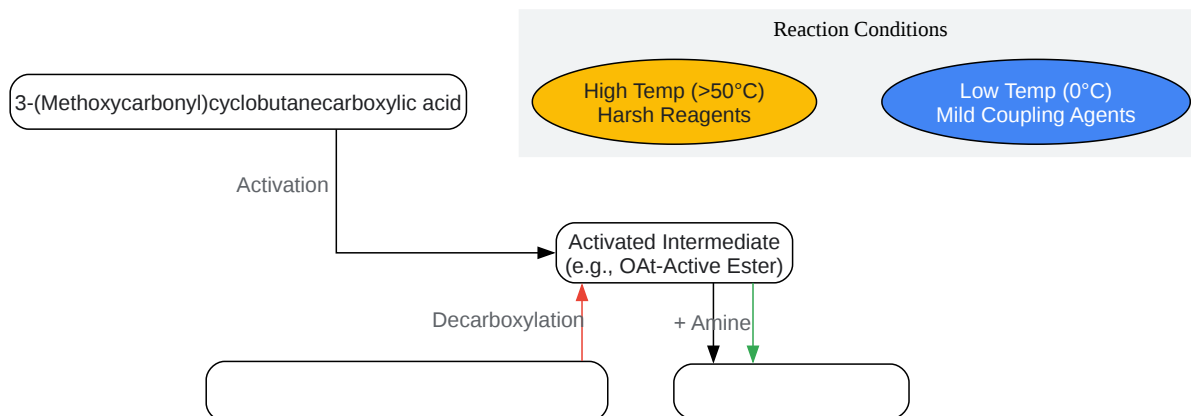 Reaction Conditions
3-(Methoxycarbonyl)cyclobutanecarboxylic acid
High Temp (>50°C)
Harsh Reagents
Low Temp (0°C)
Mild Coupling Agents
Activation
Activated Intermediate
(e.g., OAt-Active Ester)
Decarboxylation
+ Amine